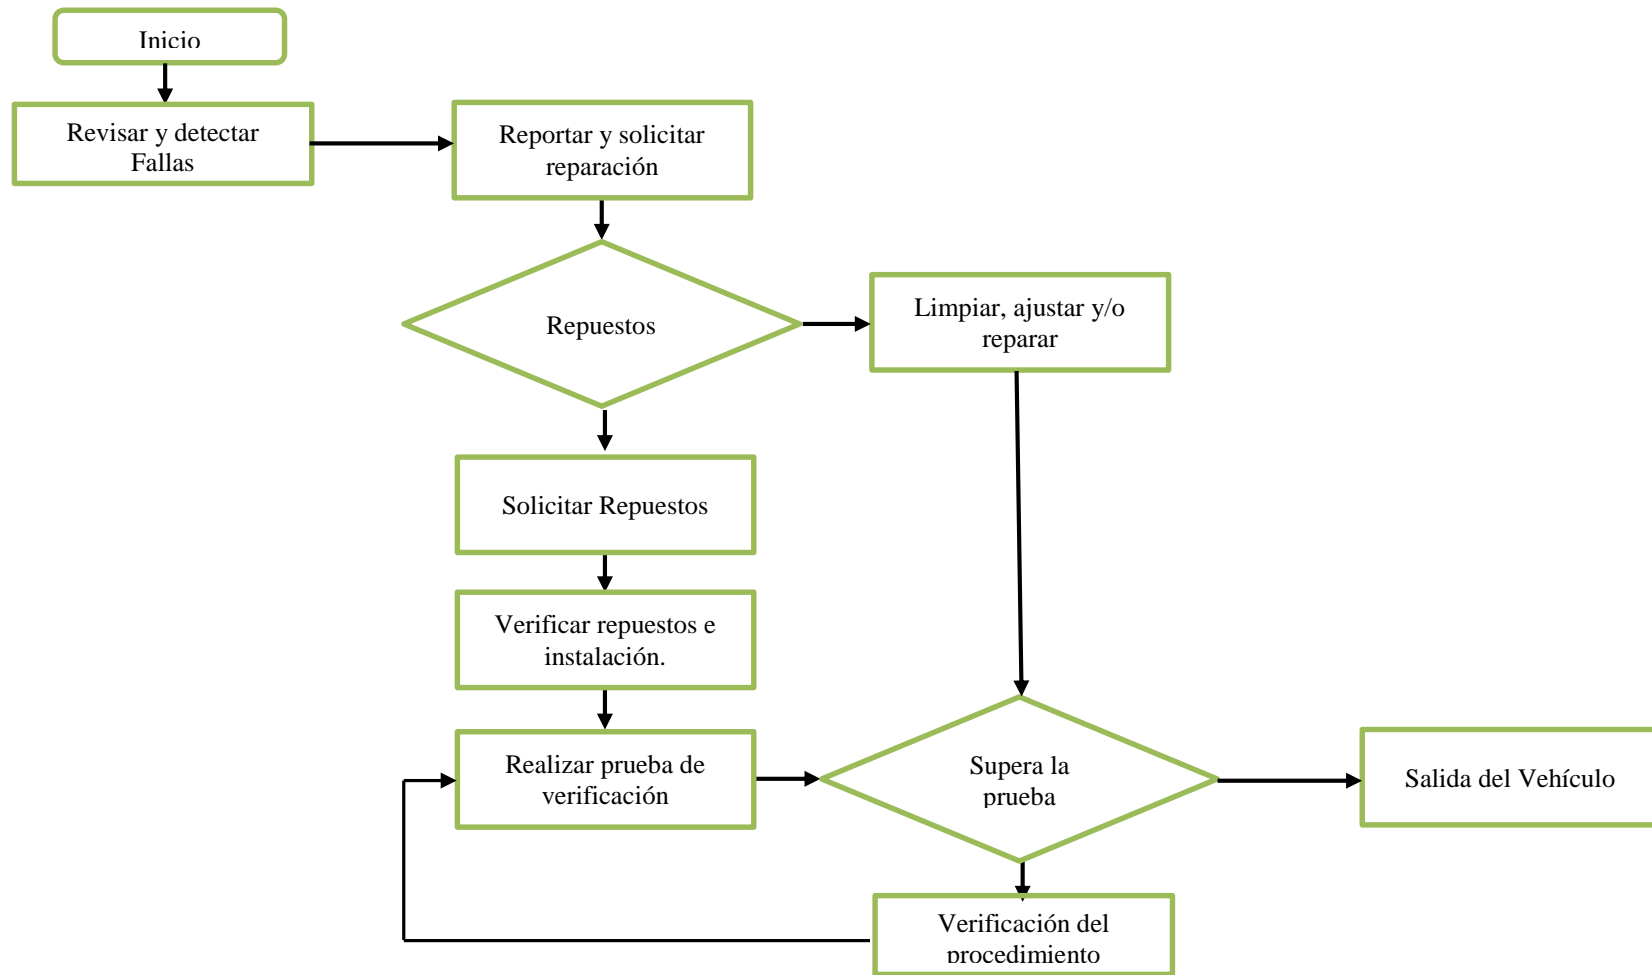 Inicio
Revisar y detectar
Fallas
Reportar y solicitar
reparación
Repuestos
Limpiar, ajustar y/o
reparar
Solicitar Repuestos
Verificar repuestos e
instalación.
Realizar prueba de
verificación
Supera la
prueba
Salida del Vehículo
Verificación del
procedimiento